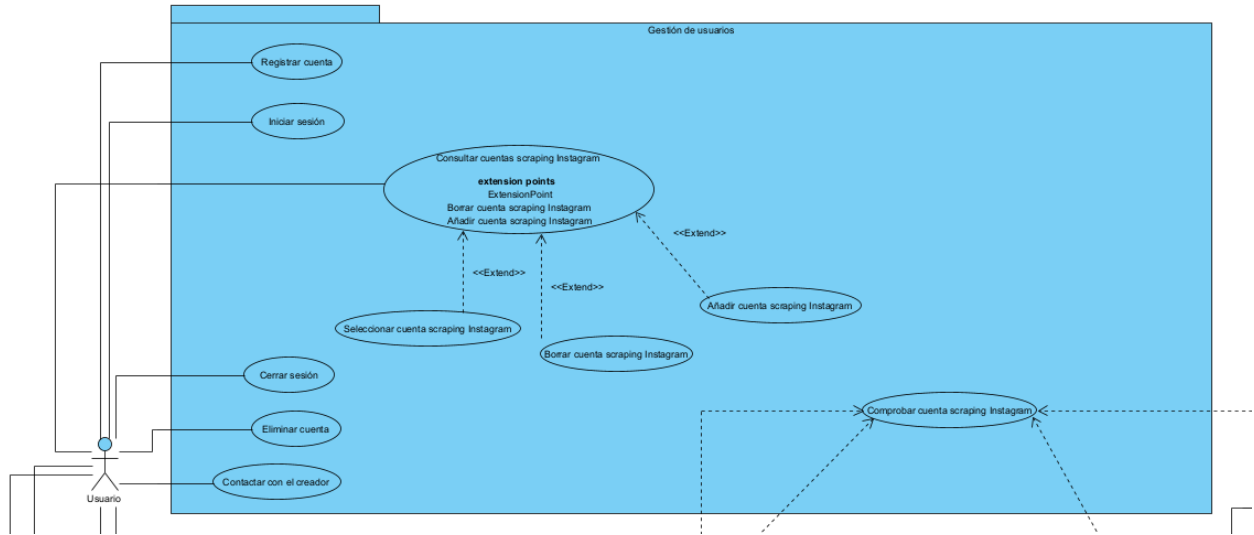 Gestión de usuarios
Registrar cuenta
Iniciar sesión
Consultar cuentas scraping Instagram
extension points
ExtensionPoint
Borrar cuenta scraping Instagram
Añadir cuenta scraping Instagram
<<Extend>>
<<Extend>>
<<Extend>>
Añadir cuenta scraping Instagram
Seleccionar cuenta scraping Instagram
Borrar cuenta scraping Instagram
Cerrar sesión
Comprobar cuenta scraping Instagram
Eliminar cuenta
Contactar con el creador
Usuario